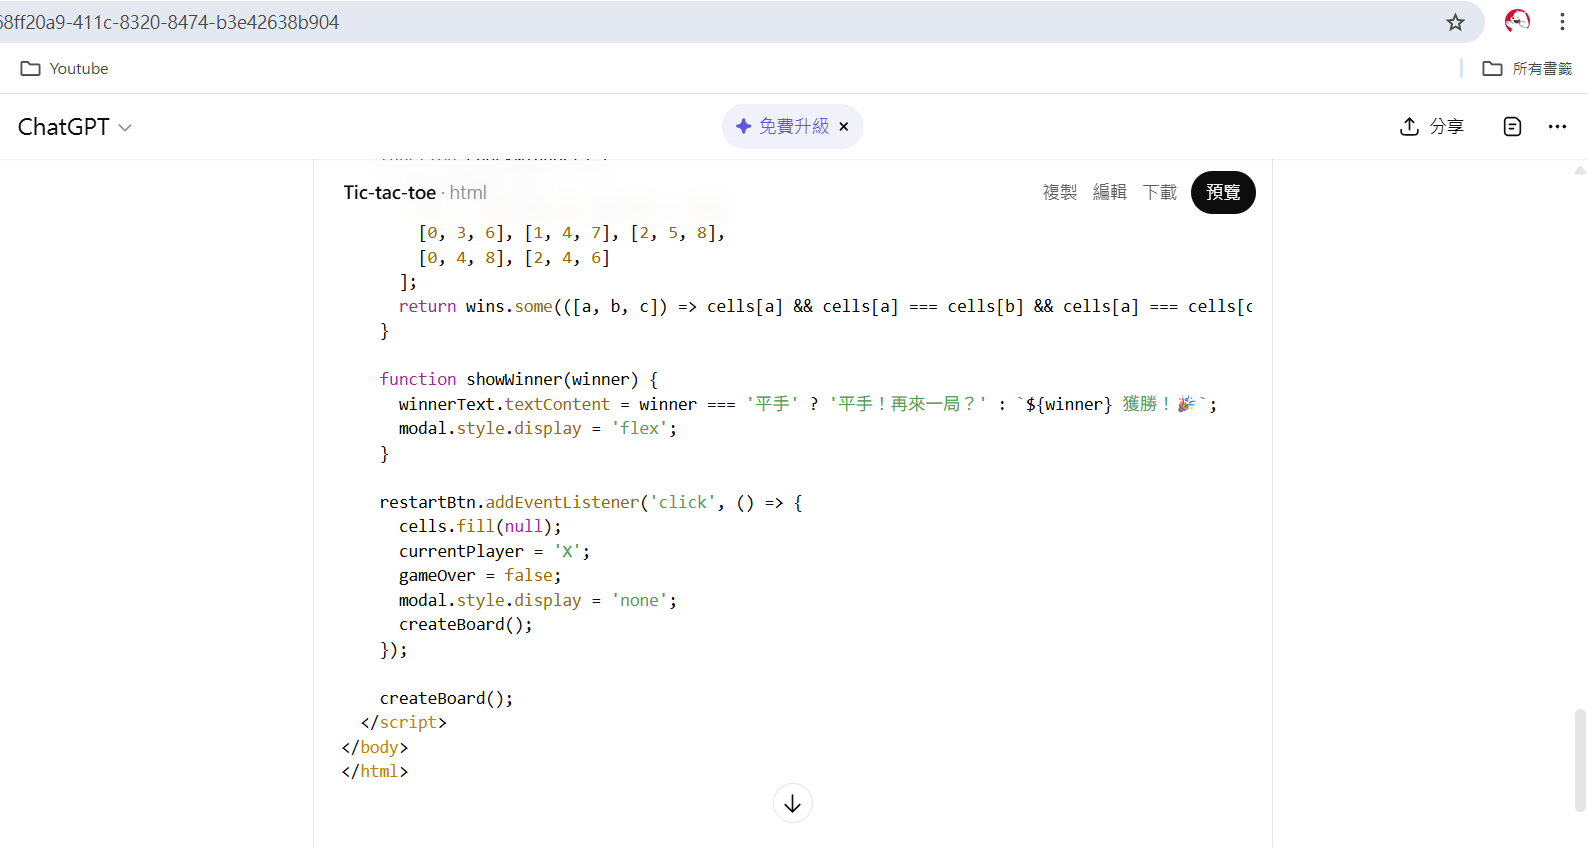 68ff20a9-411c-8320-8474-b3e42638b904
Youtube
所有書籤
ChatGPT
免費升級
分享
Tic-tac-toe · html
複製 編輯 下載 預覽
[0, 3, 6], [1, 4, 7], [2, 5, 8],
[0, 4, 8], [2, 4, 6]
];
return wins.some(([a, b, c]) => cells[a] && cells[a] === cells[b] && cells[a] === cells[c
}
function showWinner(winner) {
winnerText.textContent = winner === '平手' ? '平手！再來一局？' : `${winner} 獲勝！🎉`;
modal.style.display = 'flex';
}
restartBtn.addEventListener('click', () => {
cells.fill(null);
currentPlayer = 'X';
gameOver = false;
modal.style.display = 'none';
createBoard();
});
createBoard();
</script>
</body>
</html>